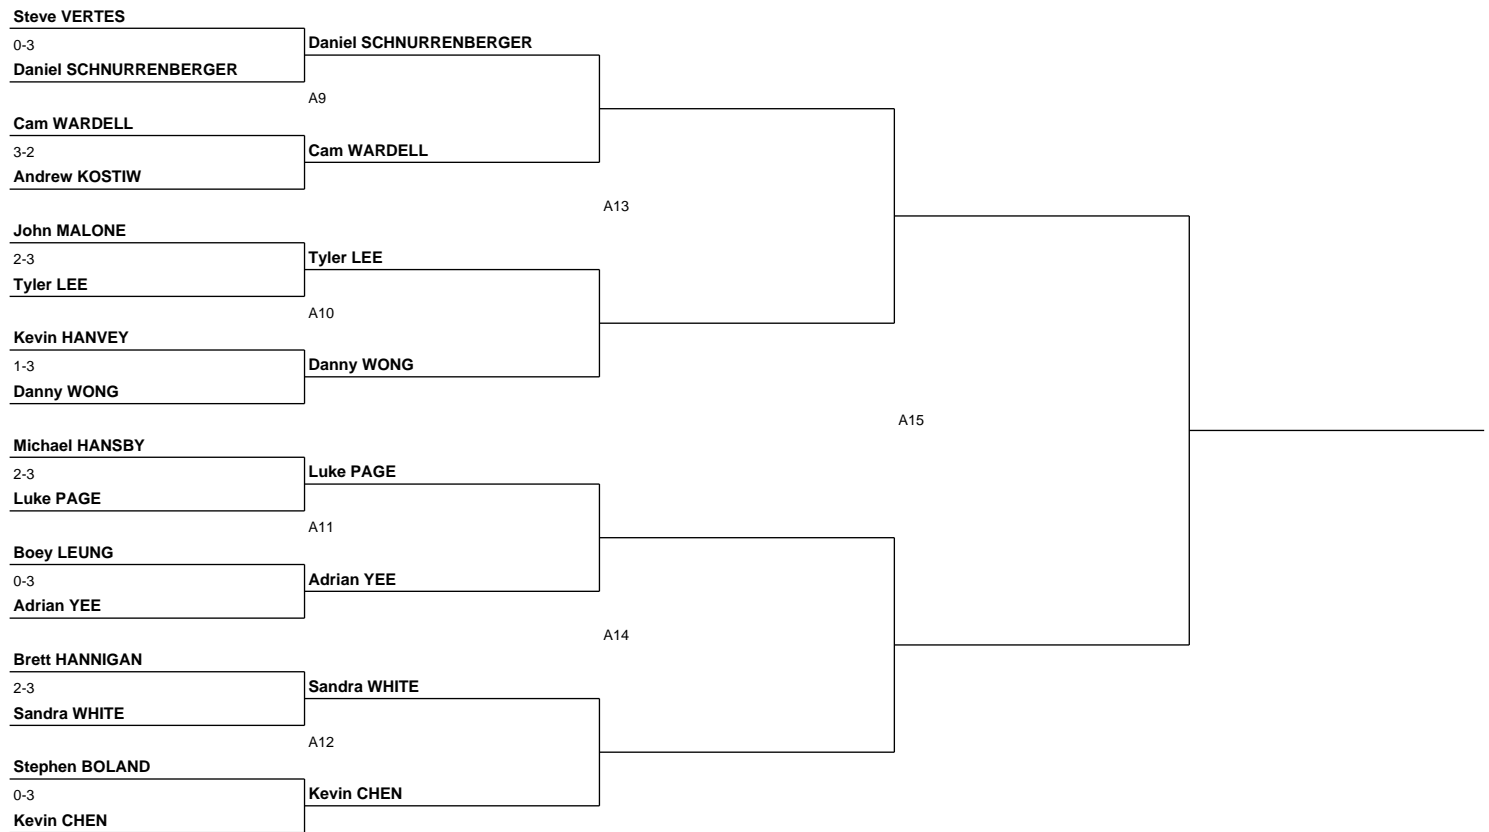 Steve VERTES
0-3
Daniel SCHNURRENBERGER
Daniel SCHNURRENBERGER
A9
Cam WARDELL
3-2
Cam WARDELL
Andrew KOSTIW
A13
John MALONE
2-3
Tyler LEE
Tyler LEE
A10
Kevin HANVEY
1-3
Danny WONG
Danny WONG
A15
Michael HANSBY
2-3
Luke PAGE
Luke PAGE
A11
Boey LEUNG
0-3
Adrian YEE
Adrian YEE
A14
Brett HANNIGAN
2-3
Sandra WHITE
Sandra WHITE
A12
Stephen BOLAND
0-3
Kevin CHEN
Kevin CHEN